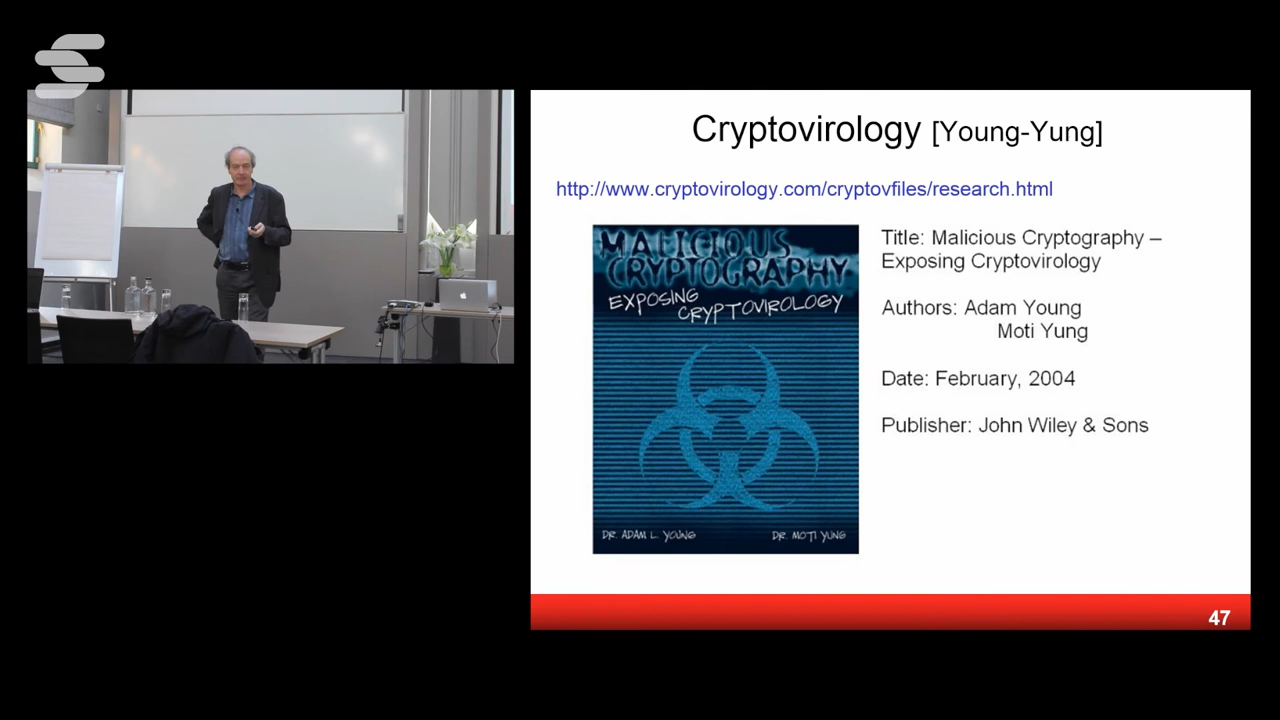 Cryptovirology [Young-Yung]
http://www.cryptovirology.com/cryptovfiles/research.html
MALICIOUS
CRYPTOGRAPHY
EXPOSING
CRYPTOVIROLOGY
DR. ADAM L. YOUNG
DR. MOTI YUNG
Title: Malicious Cryptography –
Exposing Cryptovirology
Authors: Adam Young
Moti Yung
Date: February, 2004
Publisher: John Wiley & Sons
47